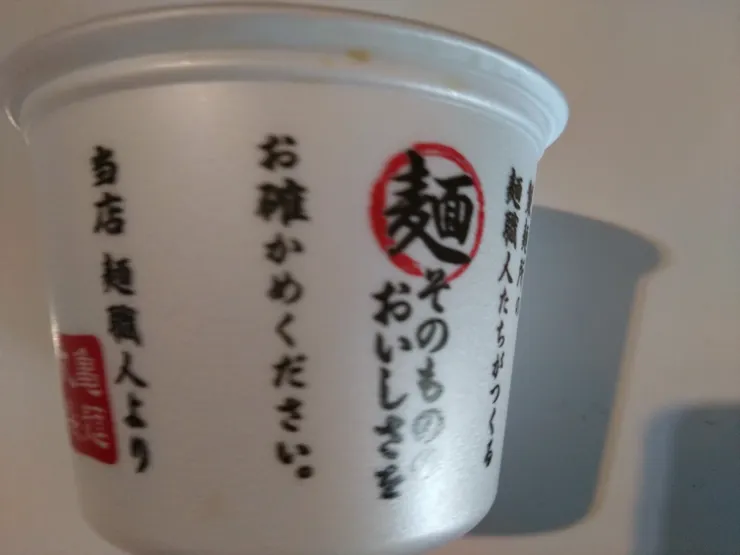 麺職人たちがつくる
麺そのものの
おいしさを
お確かめください。
当店 麺職人より